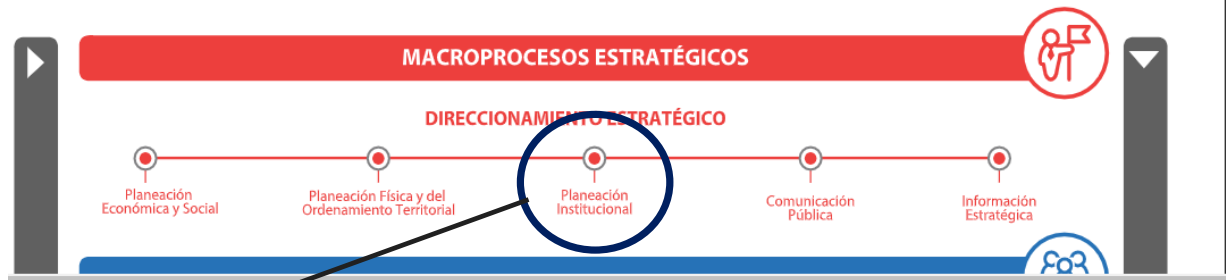 MACROPROCESOS ESTRATÉGICOS
DIRECCIONAMIENTO ESTRATÉGICO
Planeación
Económica y Social
Planeación Física y del
Ordenamiento Territorial
Planeación
Institucional
Comunicación
Pública
Información
Estratégica